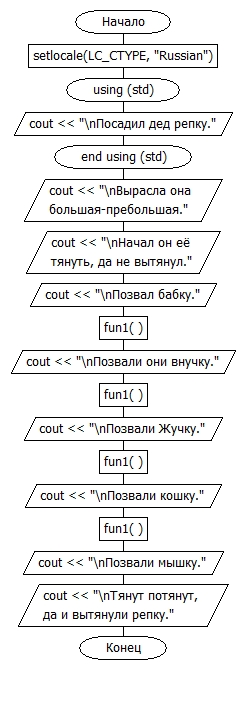 Начало
setlocale(LC_CTYPE, "Russian")
using (std)
cout << "\nПосадил дед репку."
end using (std)
cout << "\nВырасла она
большая-пребольшая."
cout << "\nНачал он её
тянуть, да не вытянул."
cout << "\nПозвал бабку."
fun1( )
cout << "\nПозвали они внучку."
fun1( )
cout << "\nПозвали Жучку."
fun1( )
cout << "\nПозвали кошку."
fun1( )
cout << "\nПозвали мышку."
cout << "\nТянут потянут,
да и вытянули репку."
Конец